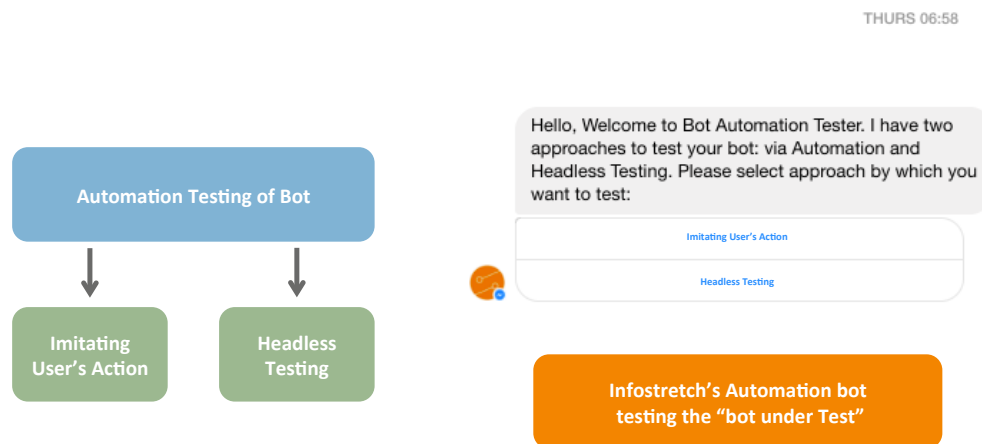 THURS 06:58
Automation Testing of Bot
Imitating
User's Action
Headless
Testing
Hello, Welcome to Bot Automation Tester. I have two
approaches to test your bot: via Automation and
Headless Testing. Please select approach by which you
want to test:
Imitating User's Action
Headless Testing
Infostretch's Automation bot
testing the “bot under Test”